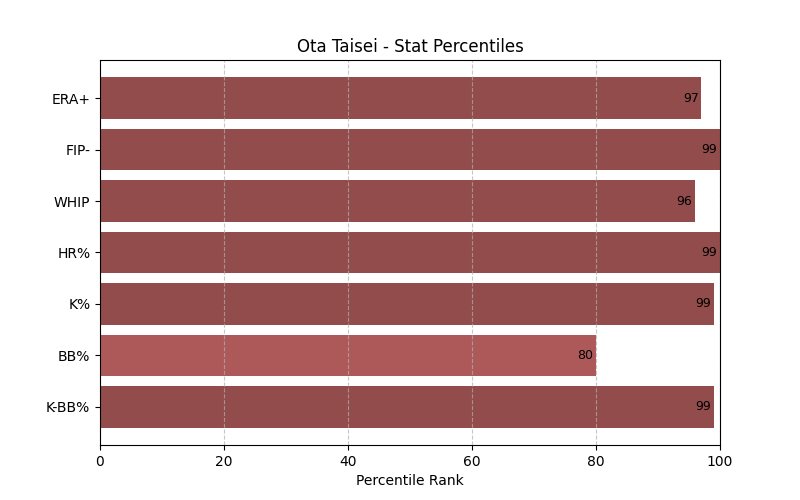 Ota Taisei - Stat Percentiles
ERA+ 97
FIP- 99
WHIP 96
HR% 99
K% 99
BB% 80
K-BB% 99
0 20 40 60 80 100
Percentile Rank